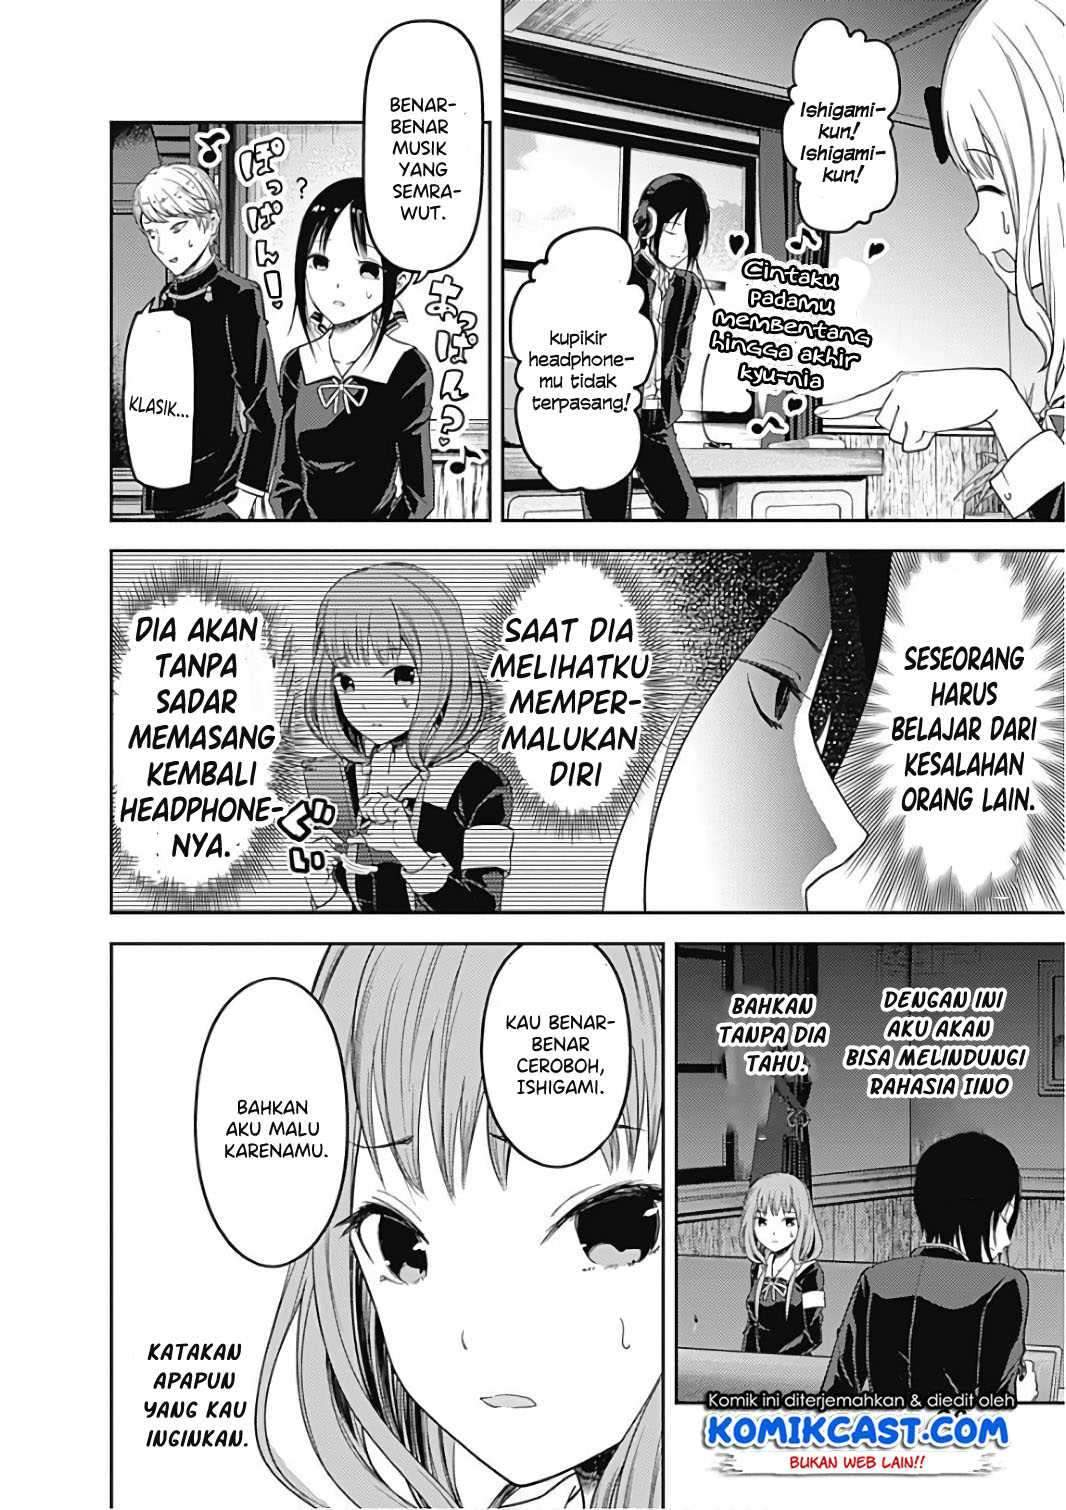 Ishigami-
kun!
Ishigami-
kun!
Cintaku
padamu
membentang
hingga akhir
kyu-nia
kupikir
headphone-
mu tidak
terpasang!
BENAR-
BENAR
MUSIK
YANG
SEMRA-
WUT.
?
あっぱん?
ぽっぱん!
KLASIK...
SESEORANG
HARUS
BELAJAR DARI
KESALAHAN
ORANG LAIN.
SAAT DIA
MELIHATKU
MEMPER-
MALUKAN
DIRI
DIA AKAN
TANPA
SADAR
MEMASANG
KEMBALI
HEADPHONE-
NYA.
DENGAN INI
AKU AKAN
BISA MELINDUNGI
RAHASIA IINO
BAHKAN
TANPA DIA
TAHU.
KAU BENAR-
BENAR
CEROBOH,
ISHIGAMI.
BAHKAN
AKU MALU
KARENAMU.
KATAKAN
APAPUN
YANG KAU
INGINKAN.
Komik ini diterjemahkan & diedit oleh
KOMIKCAST.COM
BUKAN WEB LAIN!!